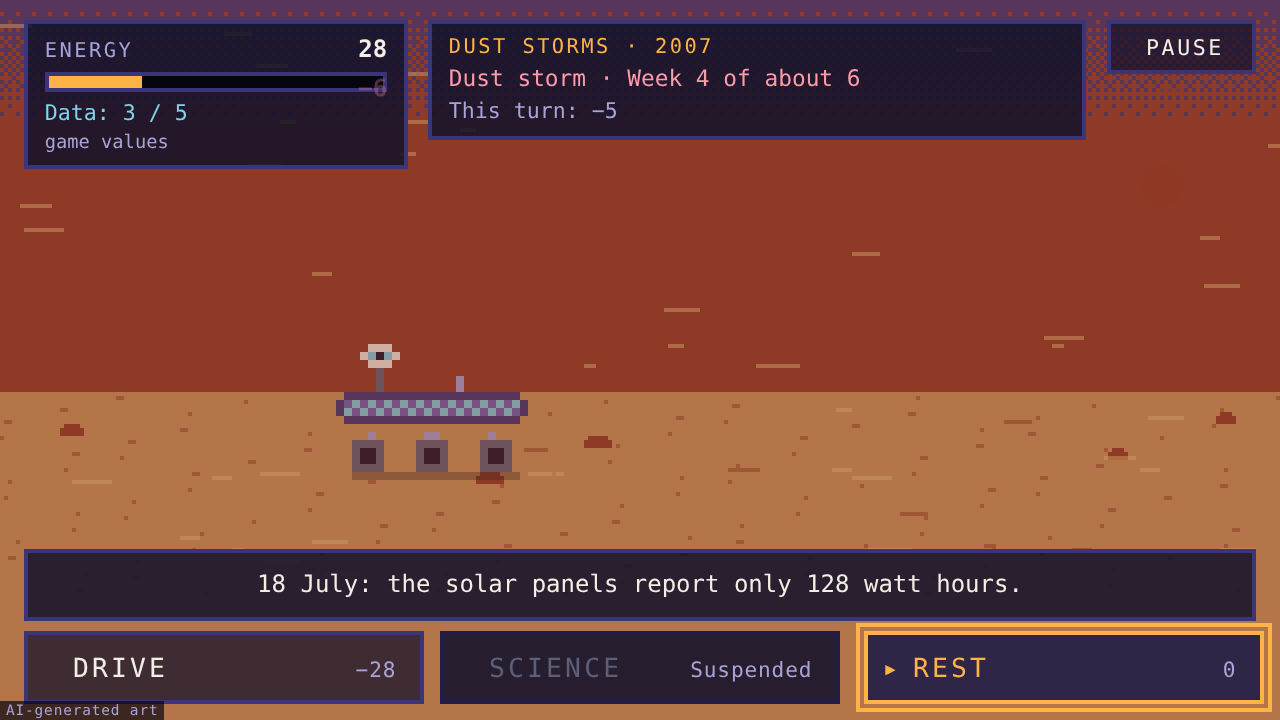 ENERGY 28
−6
Data: 3 / 5
game values
DUST STORMS · 2007
Dust storm · Week 4 of about 6
This turn: −5
PAUSE
18 July: the solar panels report only 128 watt hours.
DRIVE −28
SCIENCE Suspended
▶ REST 0
AI-generated art